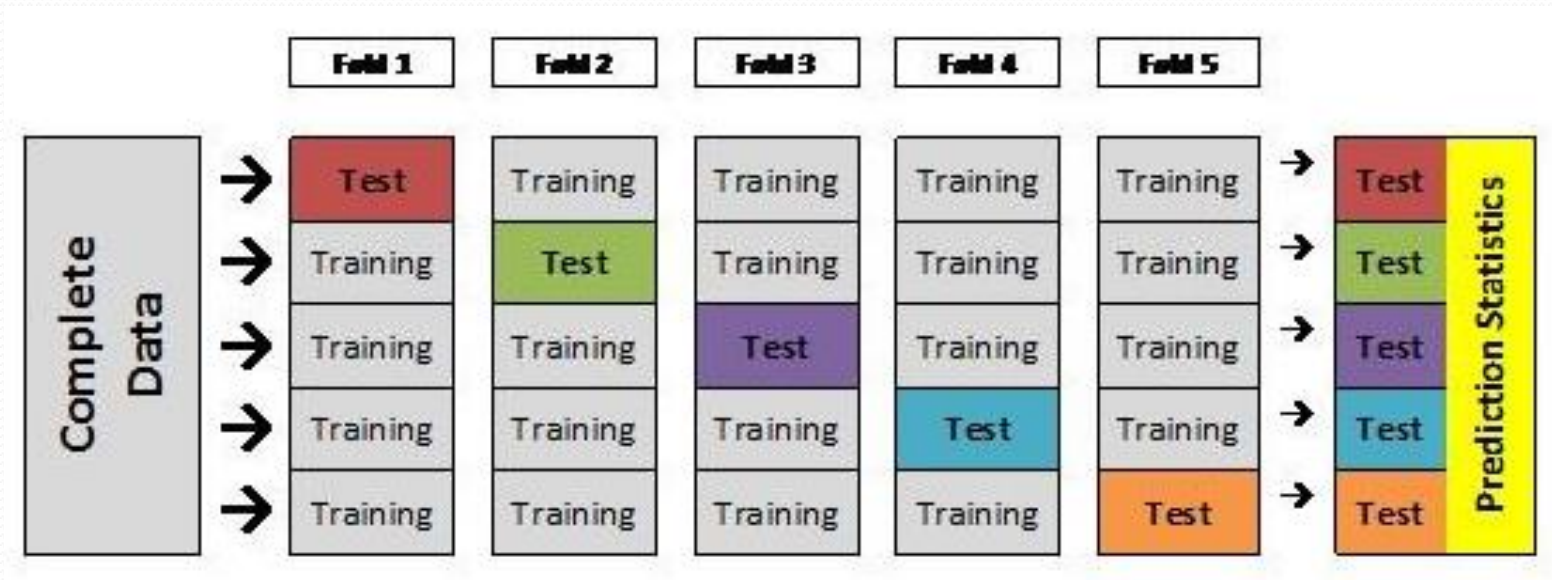 Fold 1 Fold 2 Fold 3 Fold 4 Fold 5
Complete
Data
Test Training Training Training Training Test
Training Test Training Training Training Test
Training Training Test Training Training Test
Training Training Training Test Training Test
Training Training Training Training Test Test
Prediction Statistics